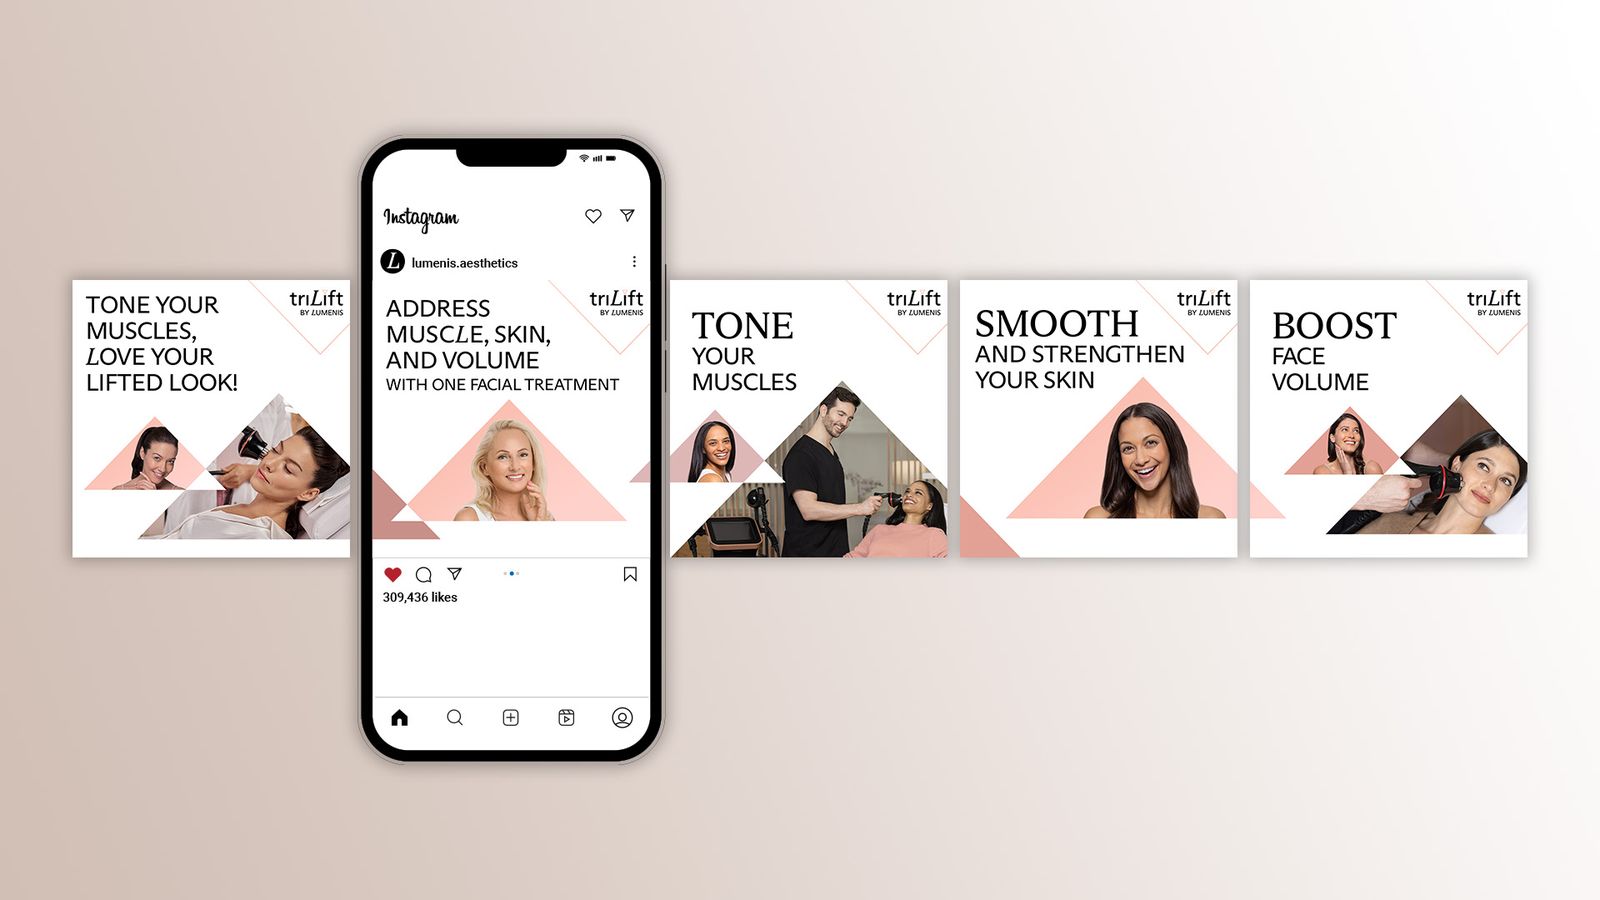 TONE YOUR
MUSCLES,
LOVE YOUR
LIFTED LOOK!
triLift
BY LUMENIS
Instagram
lumenis.aesthetics
ADDRESS
MUSCLE, SKIN,
AND VOLUME
WITH ONE FACIAL TREATMENT
triLift
BY LUMENIS
309,436 likes
TONE
YOUR
MUSCLES
triLift
BY LUMENIS
SMOOTH
AND STRENGTHEN
YOUR SKIN
triLift
BY LUMENIS
BOOST
FACE
VOLUME
triLift
BY LUMENIS